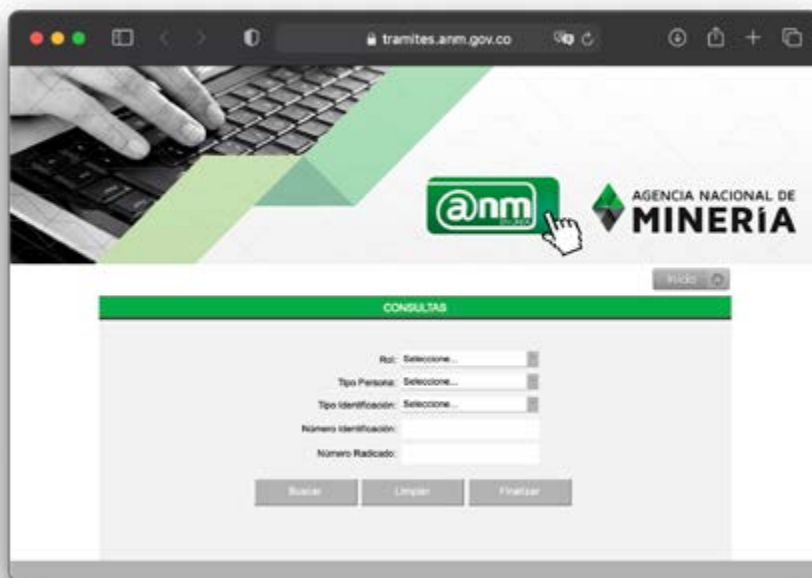 tramites.anm.gov.co
@nm
AGENCIA NACIONAL DE
MINERÍA
Inicio
CONSULTAS
Rol: Seleccione...
Tipo Persona: Seleccione...
Tipo Identificación: Seleccione...
Número Identificación:
Número Radicado:
Buscar Limpiar Finalizar